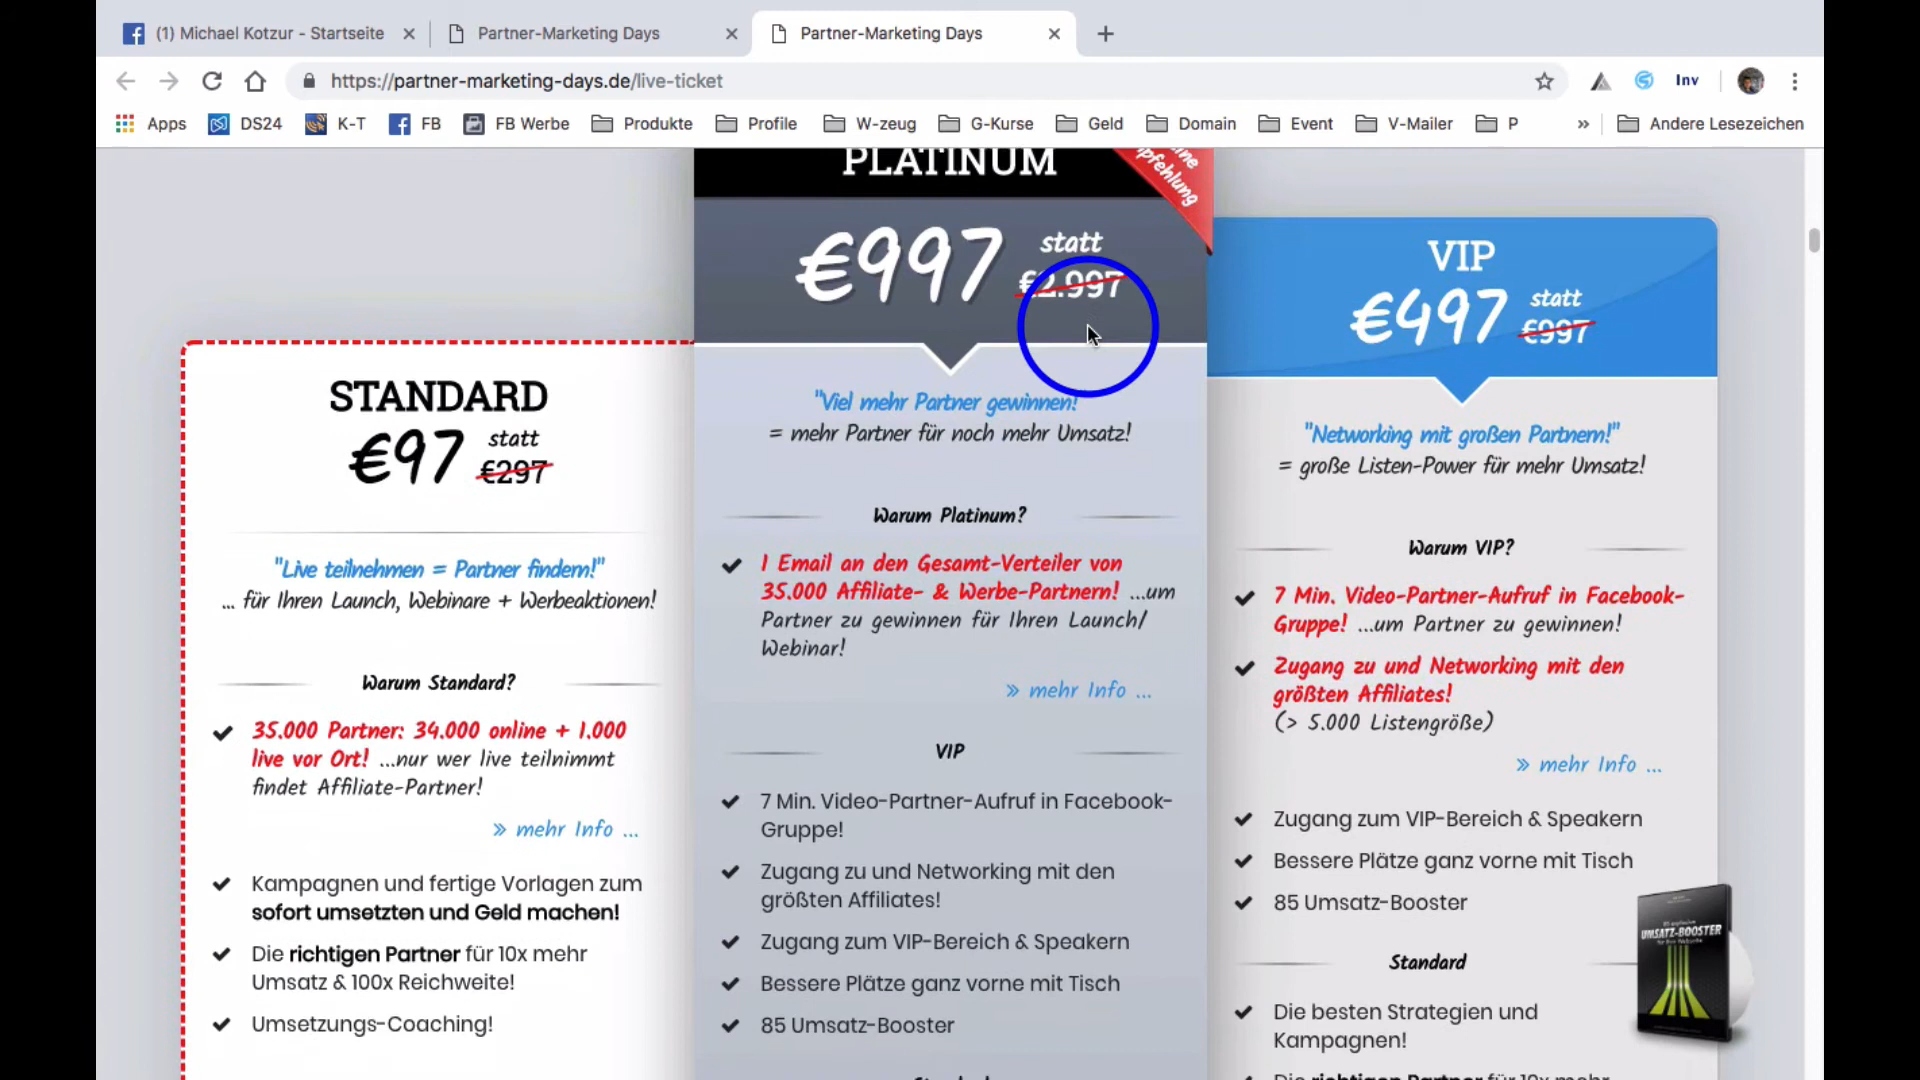 (1) Michael Kotzur - Startseite
Partner-Marketing Days
Partner-Marketing Days
https://partner-marketing-days.de/live-ticket
Inv
Apps
DS24
K-T
FB
FB Werbe
Produkte
Profile
W-zeug
G-Kurse
Geld
Domain
Event
V-Mailer
P
»
Andere Lesezeichen
STANDARD
€97 statt
€297
"Live teilnehmen = Partner findern!"
... für Ihren Launch, Webinare + Werbeaktionen!
Warum Standard?
35.000 Partner: 34.000 online + 1.000
live vor Ort! ...nur wer live teilnimmt
findet Affiliate-Partner!
» mehr Info ...
Kampagnen und fertige Vorlagen zum
sofort umsetzten und Geld machen!
Die richtigen Partner für 10x mehr
Umsatz & 100x Reichweite!
Umsetzungs-Coaching!
PLATINUM
€997 statt
€2.997
"Viel mehr Partner gewinnen!"
= mehr Partner für noch mehr Umsatz!
Warum Platinum?
1 Email an den Gesamt-Verteiler von
35.000 Affiliate- & Werbe-Partnern! ...um
Partner zu gewinnen für Ihren Launch/
Webinar!
» mehr Info ...
VIP
7 Min. Video-Partner-Aufruf in Facebook-
Gruppe!
Zugang zu und Networking mit den
größten Affiliates!
Zugang zum VIP-Bereich & Speakern
Bessere Plätze ganz vorne mit Tisch
85 Umsatz-Booster
VIP
€497 statt
€997
"Networking mit großen Partnern!"
= große Listen-Power für mehr Umsatz!
Warum VIP?
7 Min. Video-Partner-Aufruf in Facebook-
Gruppe! ...um Partner zu gewinnen!
Zugang zu und Networking mit den
größten Affiliates!
(> 5.000 Listengröße)
» mehr Info ...
Zugang zum VIP-Bereich & Speakern
Bessere Plätze ganz vorne mit Tisch
85 Umsatz-Booster
UMSATZ-BOOSTER
Standard
Die besten Strategien und
Kampagnen!
Die richtigen Partner für 10x mehr